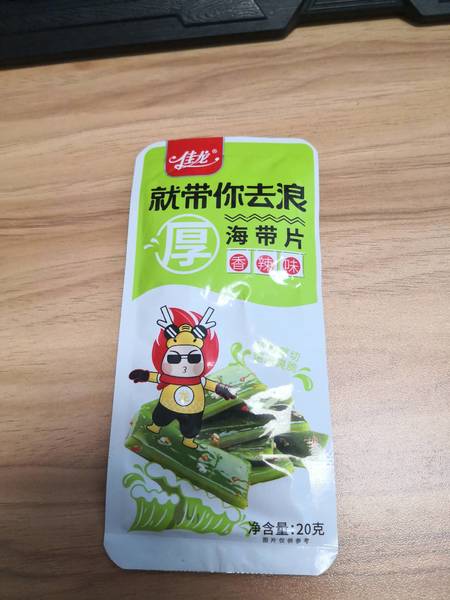 佳龙®
就带你去浪
厚
海带片
香辣味
净含量:20克
图片仅供参考